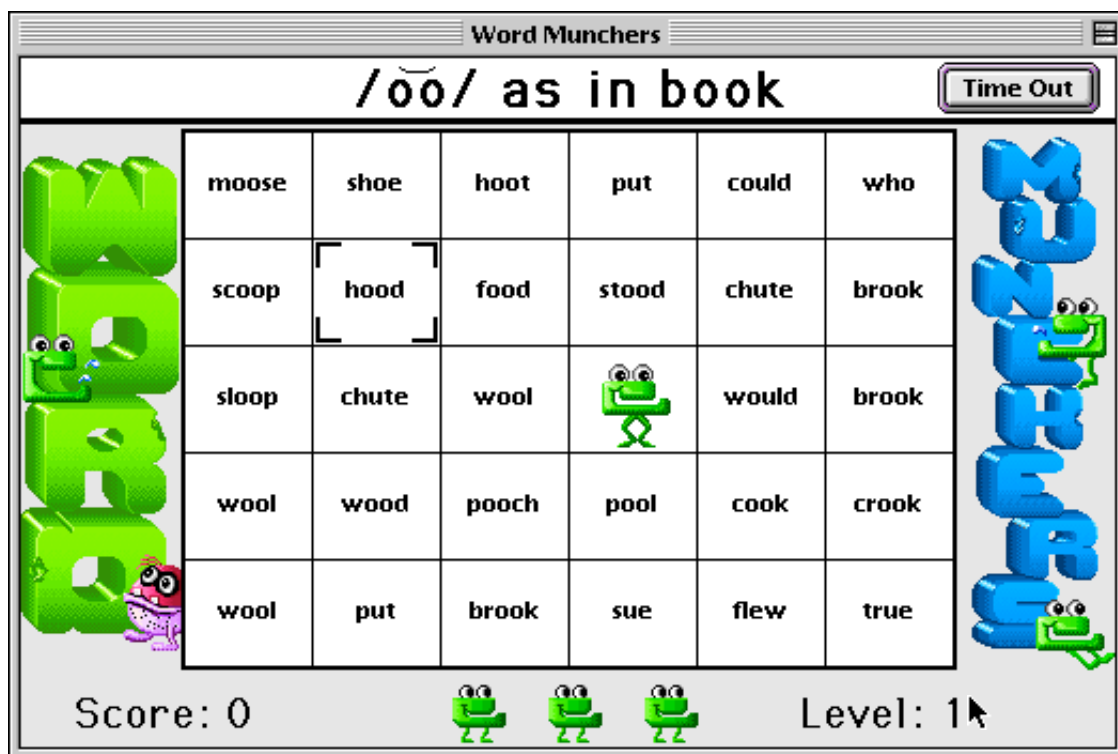 Word Munchers
/o͝o/ as in book
Time Out
WORD
MUNCHERS
moose shoe hoot put could who
scoop hood food stood chute brook
sloop chute wool would brook
wool wood pooch pool cook crook
wool put brook sue flew true
Score: 0
Level: 1